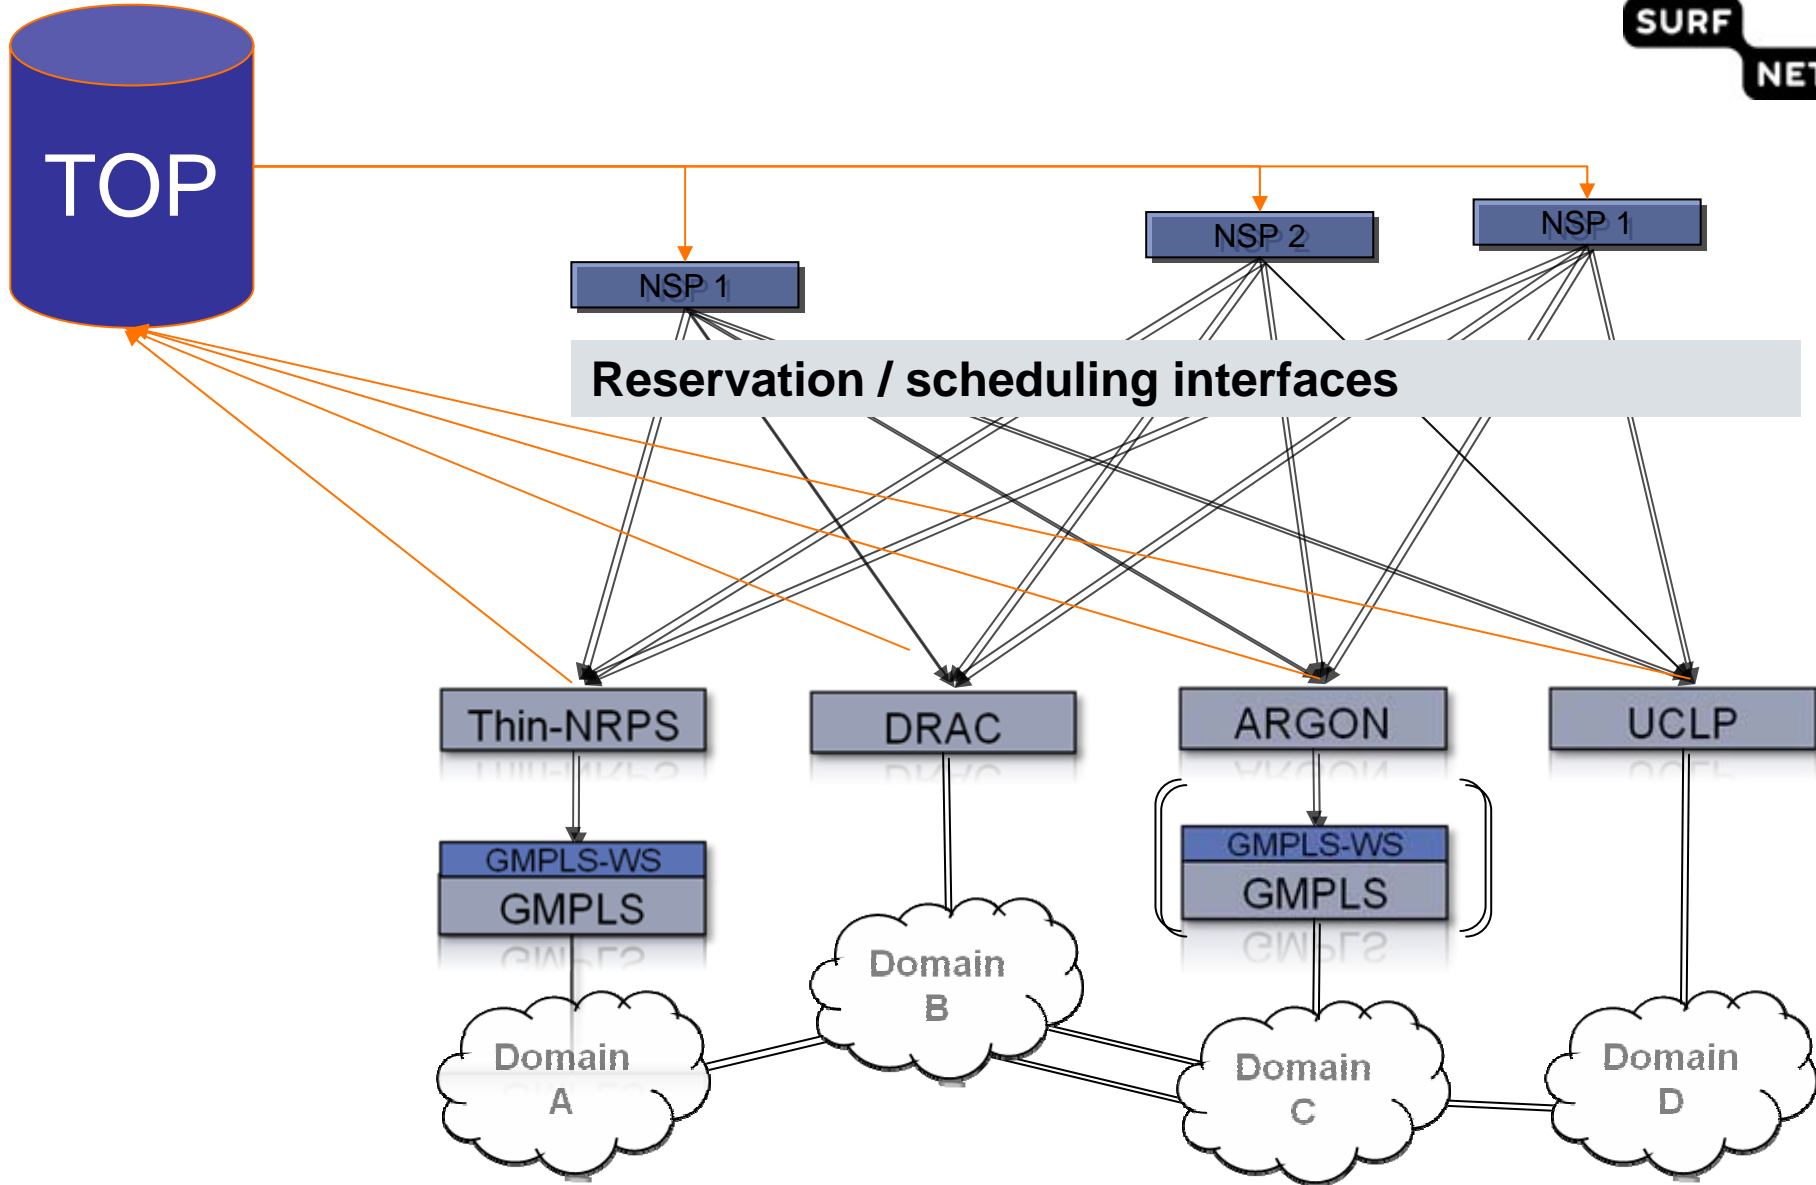 SURF
NET
TOP
NSP 1
NSP 2
NSP 1
Reservation / scheduling interfaces
Thin-NRPS
DRAC
ARGON
UCLP
GMPLS-WS
GMPLS
GMPLS-WS
GMPLS
Domain
B
Domain
A
Domain
C
Domain
D